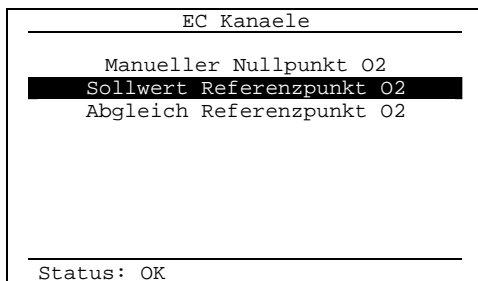 EC Kanaele
Manueller Nullpunkt O2
Sollwert Referenzpunkt O2
Abgleich Referenzpunkt O2
Status: OK